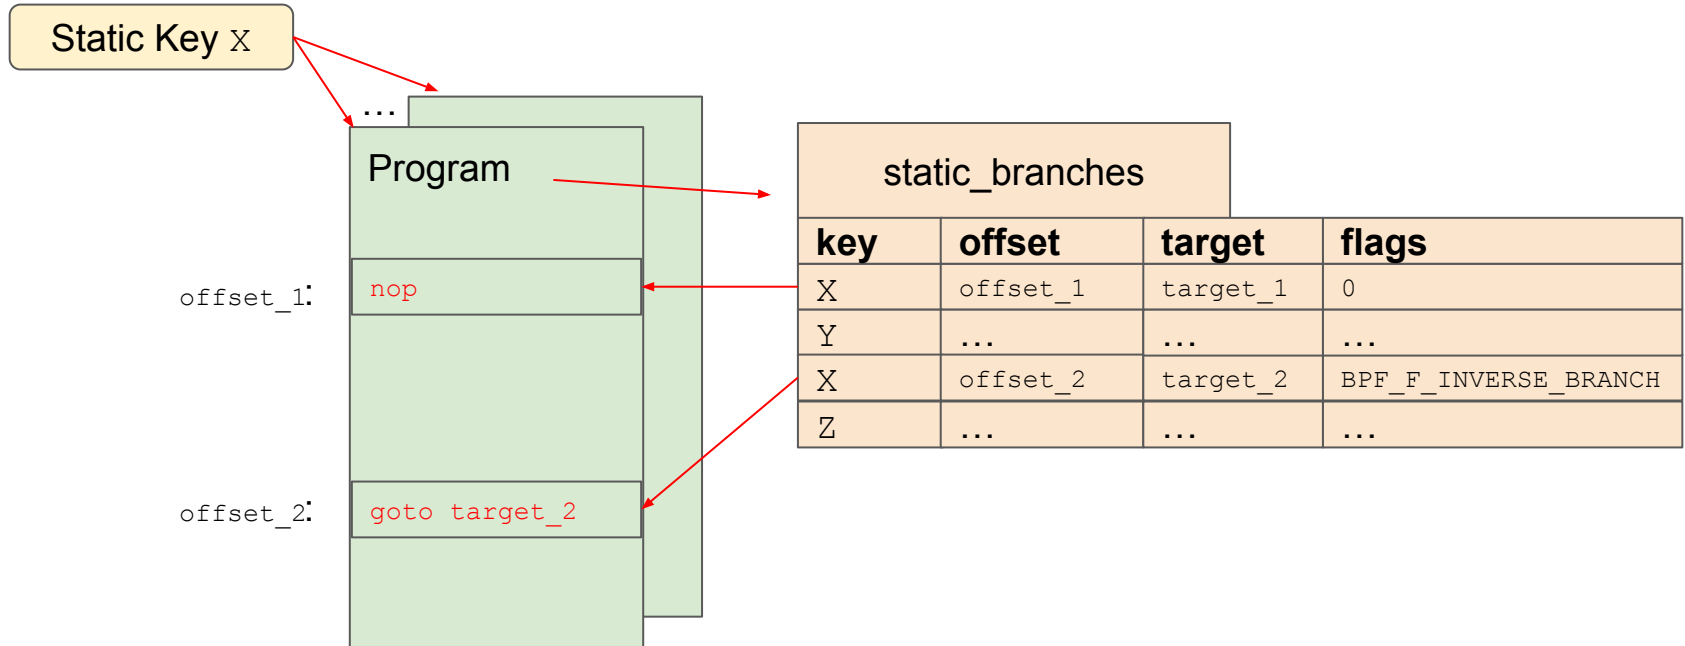 Static Key X
...
Program
static_branches
key offset target flags
offset_1: nop
X offset_1 target_1 0
Y ... ... ...
X offset_2 target_2 BPF_F_INVERSE_BRANCH
Z ... ... ...
offset_2: goto target_2